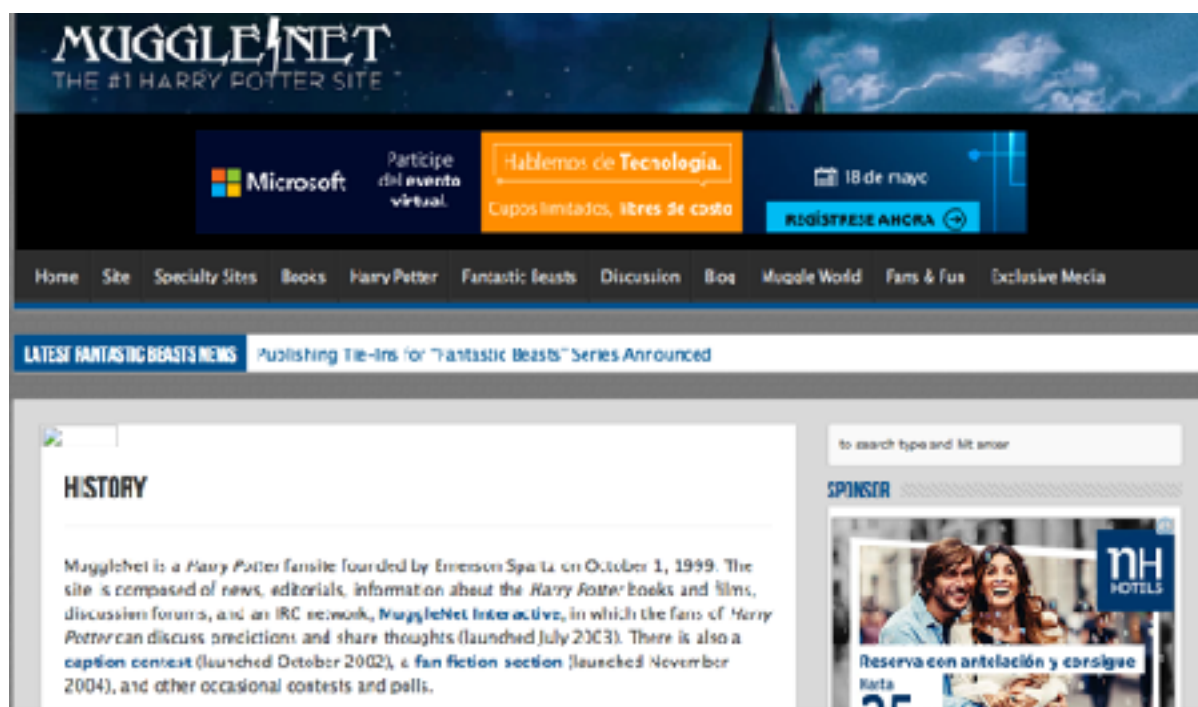 MUGGLENET
THE #1 HARRY POTTER SITE
Microsoft
Participe
del evento
virtual.
Hablemos de Tecnología.
Cupos limitados, libres de costo
18 de mayo
REGÍSTRESE AHORA
Home Site Specialty Sites Books Harry Potter Fantastic Beasts Discussion Blog Muggle World Fans & Fun Exclusive Media
LATEST FANTASTIC BEASTS NEWS Publishing Tie-Ins for "Fantastic Beasts" Series Announced
HISTORY
MuggleNet is a Harry Potter fansite founded by Emerson Spartz on October 1, 1999. The
site is composed of news, editorials, information about the Harry Potter books and films,
discussion forums, and an IRC network, MuggleNet Interactive, in which the fans of Harry
Potter can discuss predictions and share thoughts (launched July 2003). There is also a
caption contest (launched October 2002), a fan fiction section (launched November
2004), and other occasional contests and polls.
to search type and hit enter
SPONSOR
nH
HOTELS
Reserva con antelación y consigue
Hasta